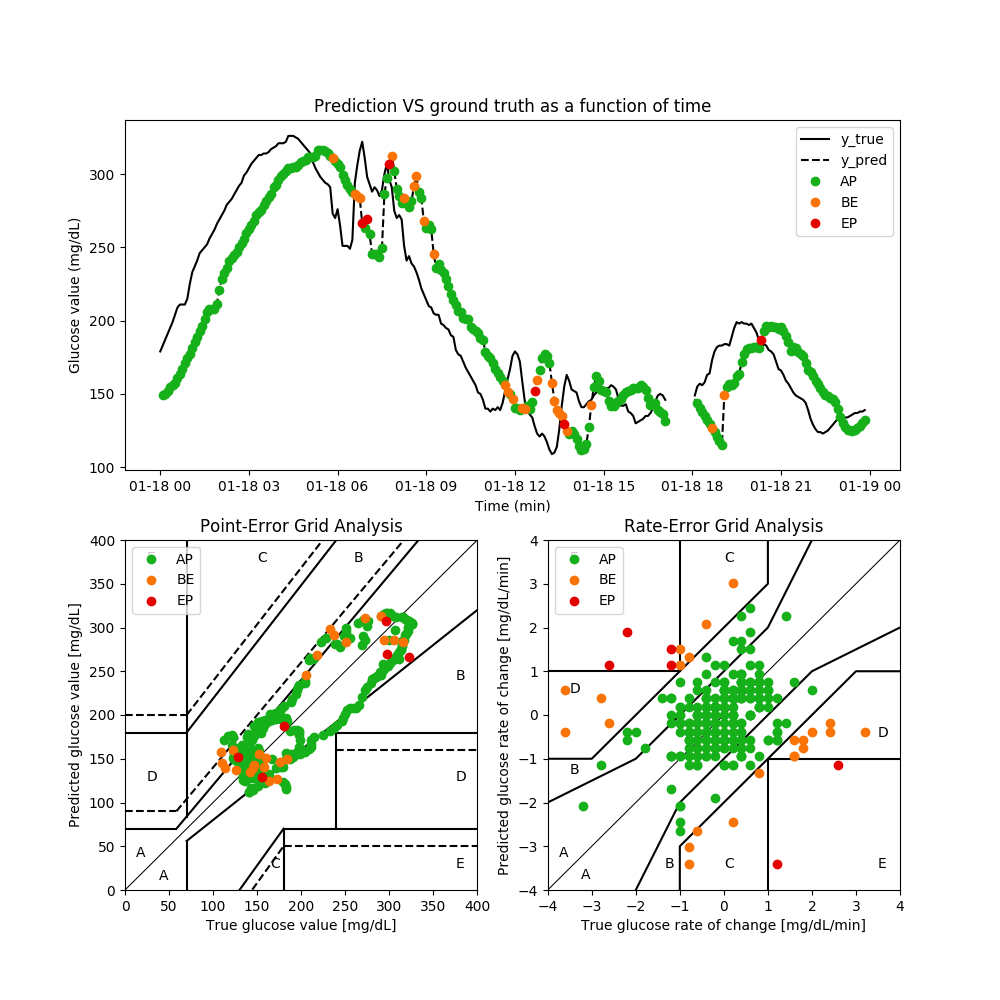 Prediction VS ground truth as a function of time
Glucose value (mg/dL)
300
250
200
150
100
y_true
y_pred
AP
BE
EP
01-18 00 01-18 03 01-18 06 01-18 09 01-18 12 01-18 15 01-18 18 01-18 21 01-19 00
Time (min)
Point-Error Grid Analysis
Predicted glucose value [mg/dL]
400
350
300
250
200
150
100
50
0
AP
BE
EP
C
B
B
D
D
A
A
C
E
0 50 100 150 200 250 300 350 400
True glucose value [mg/dL]
Rate-Error Grid Analysis
Predicted glucose rate of change [mg/dL/min]
4
3
2
1
0
−1
−2
−3
−4
AP
BE
EP
C
D
D
B
A
A
B
C
E
−4 −3 −2 −1 0 1 2 3 4
True glucose rate of change [mg/dL/min]